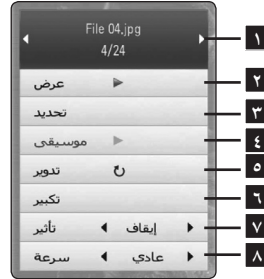 File 04.jpg
4/24
١
عرض
٢
تحديد
٣
موسيقى
٤
تدوير
٥
تكبير
٦
تأثير إيقاف
٧
سرعة عادي
٨